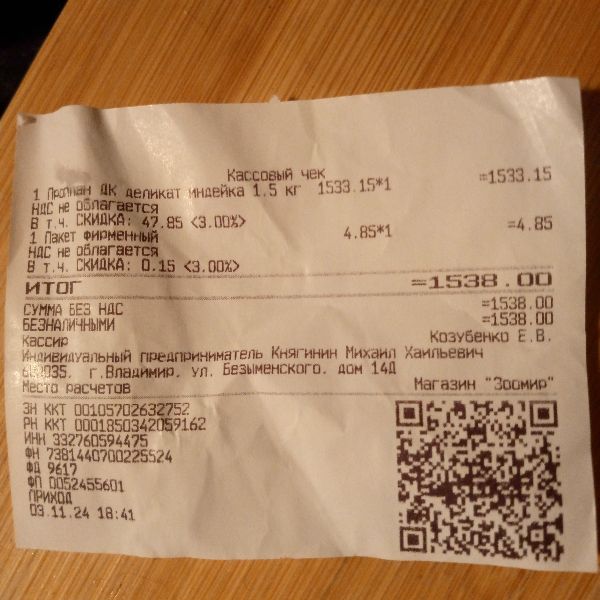 Кассовый чек
1 ПроПлан ДК деликат индейка 1.5 кг 1533.15*1 =1533.15
НДС не облагается
В т.ч. СКИДКА: 47.85 <3.00%>
1 Пакет фирменный 4.85*1 =4.85
НДС не облагается
В т.ч. СКИДКА: 0.15 <3.00%>
ИТОГ =1538.00
СУММА БЕЗ НДС =1538.00
БЕЗНАЛИЧНЫМИ =1538.00
Кассир Козубенко Е.В.
Индивидуальный предприниматель Княгинин Михаил Хаильевич
г.Владимир, ул. Безыменского, дом 14Д
Место расчетов Магазин "Зоомир"
ЗН ККТ 00105702632752
РН ККТ 0001850342059162
ИНН 332760594475
ФН 7381440700225524
ФД 9617
ФП 0052455601
ПРИХОД
03.11.24 18:41